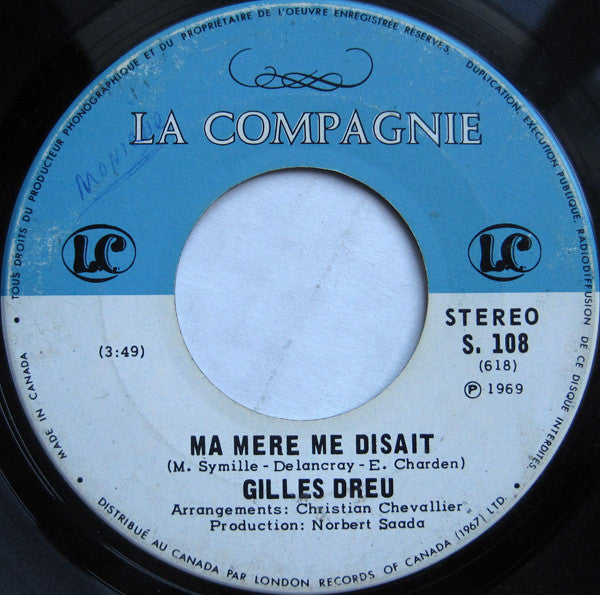 • TOUS DROITS DU PRODUCTEUR PHONOGRAPHIQUE ET DU PROPRIÉTAIRE DE L'OEUVRE ENREGISTRÉE RÉSERVÉS. DUPLICATION, EXECUTION PUBLIQUE, RADIODIFFUSION DE CE DISQUE INTERDITES •
LA COMPAGNIE
LC
LC
STEREO
(3:49)
S. 108
(618)
℗ 1969
MA MERE ME DISAIT
(M. Symille - Delancray - E. Charden)
GILLES DREU
Arrangements: Christian Chevallier
Production: Norbert Saada
MADE IN CANADA
• DISTRIBUÉ AU CANADA PAR LONDON RECORDS OF CANADA (1967) LTD. •